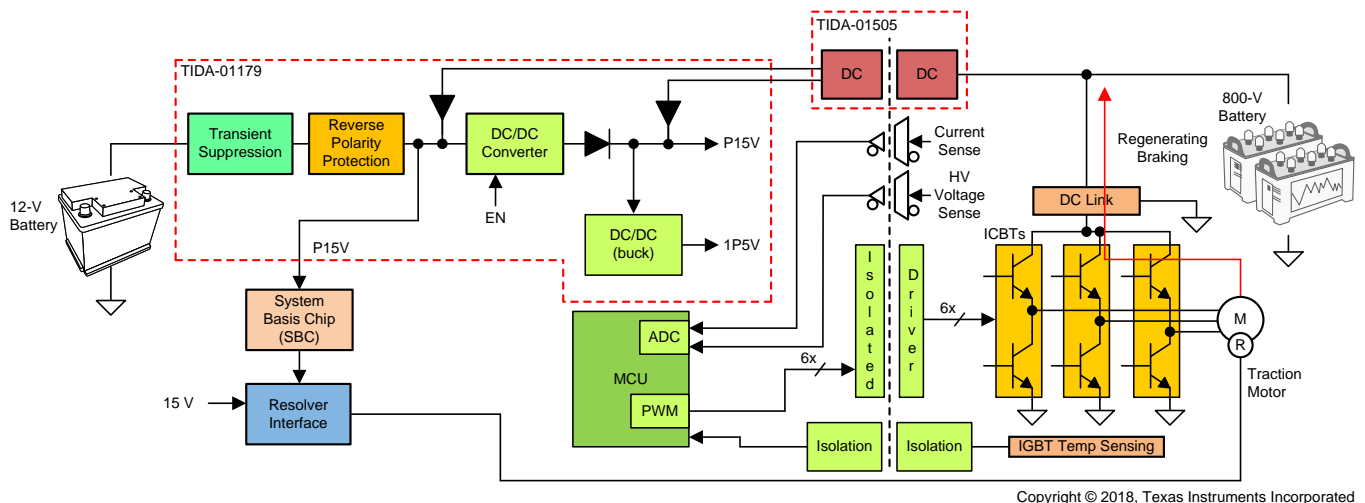 TIDA-01505
DC
DC
TIDA-01179
Transient
Suppression
Reverse
Polarity
Protection
DC/DC
Converter
P15V
EN
DC/DC
(buck)
1P5V
12-V
Battery
P15V
System
Basis Chip
(SBC)
15 V
Resolver
Interface
Current
Sense
HV
Voltage
Sense
Regenerating
Braking
800-V
Battery
DC Link
ICBTs
MCU
ADC
PWM
6x
Isolated
Driver
6x
M
R
Traction
Motor
Isolation
Isolation
IGBT Temp Sensing
Copyright © 2018, Texas Instruments Incorporated